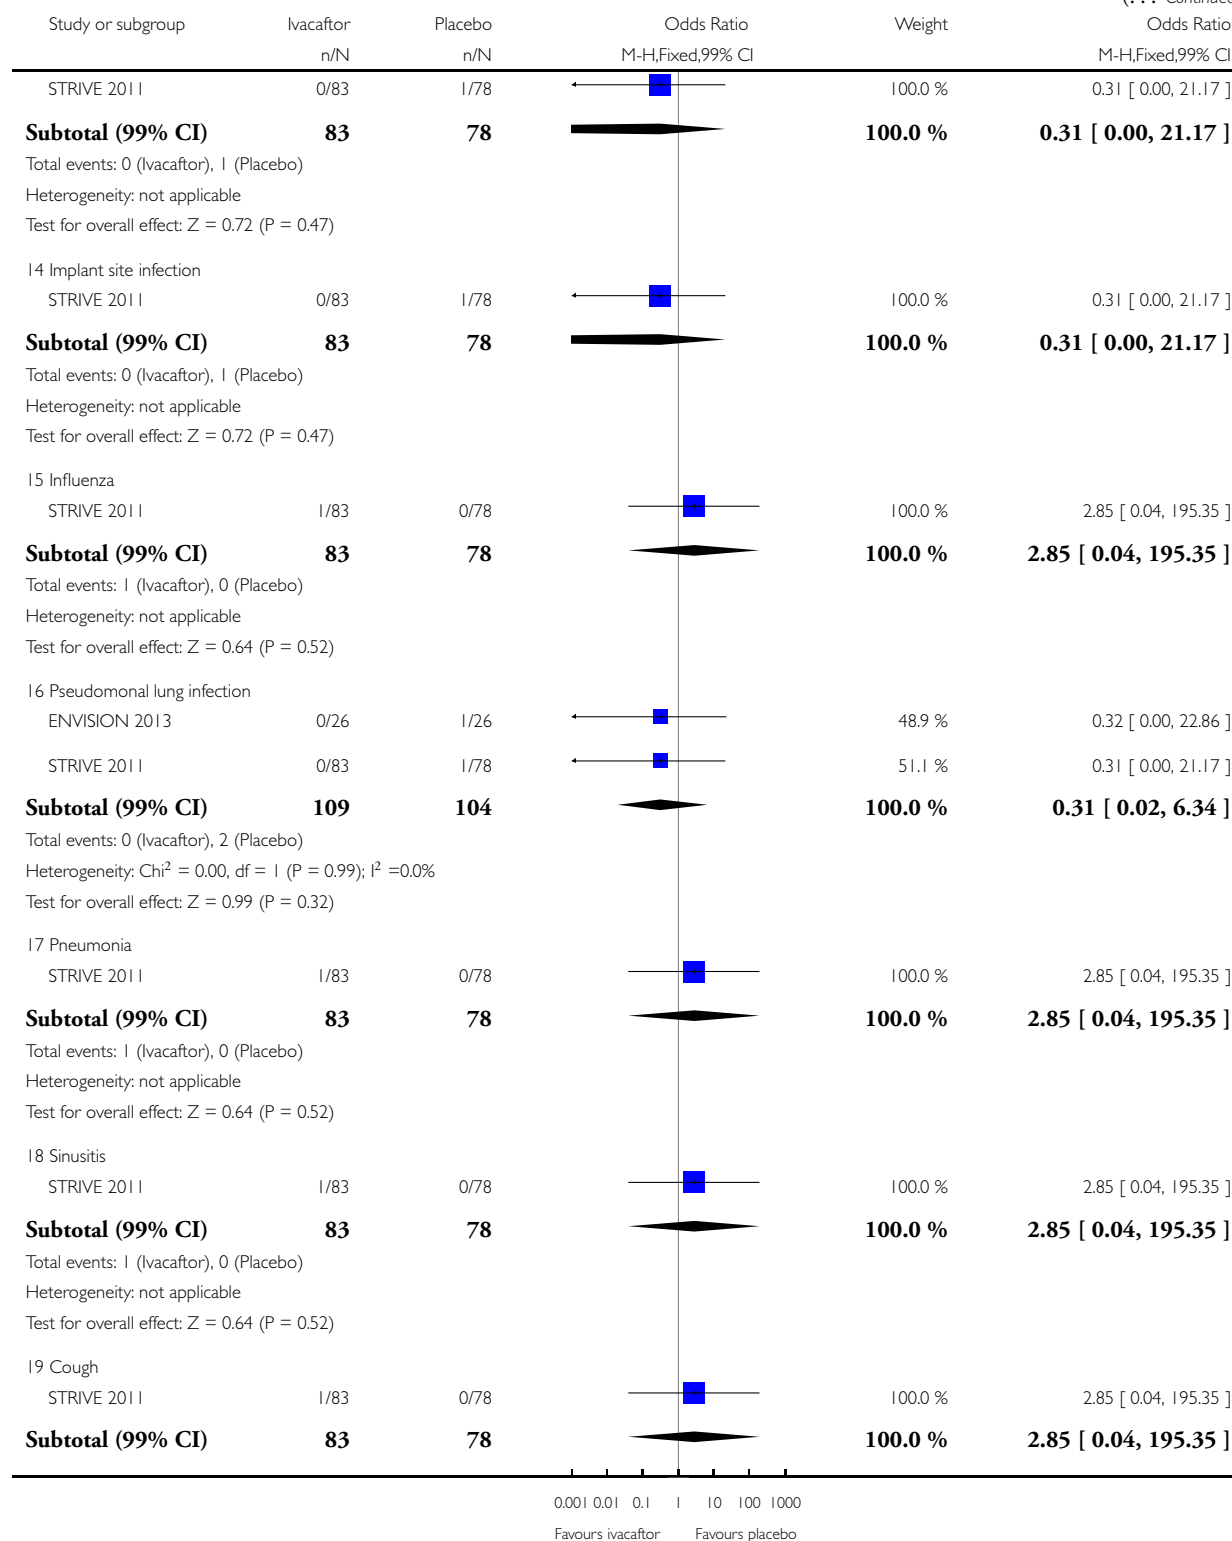 (... Continued
Study or subgroup Ivacaftor Placebo Odds Ratio Weight Odds Ratio
n/N n/N M-H,Fixed,99% CI M-H,Fixed,99% CI
STRIVE 2011 0/83 1/78 100.0 % 0.31 [ 0.00, 21.17 ]
Subtotal (99% CI) 83 78 100.0 % 0.31 [ 0.00, 21.17 ]
Total events: 0 (Ivacaftor), 1 (Placebo)
Heterogeneity: not applicable
Test for overall effect: Z = 0.72 (P = 0.47)
14 Implant site infection
STRIVE 2011 0/83 1/78 100.0 % 0.31 [ 0.00, 21.17 ]
Subtotal (99% CI) 83 78 100.0 % 0.31 [ 0.00, 21.17 ]
Total events: 0 (Ivacaftor), 1 (Placebo)
Heterogeneity: not applicable
Test for overall effect: Z = 0.72 (P = 0.47)
15 Influenza
STRIVE 2011 1/83 0/78 100.0 % 2.85 [ 0.04, 195.35 ]
Subtotal (99% CI) 83 78 100.0 % 2.85 [ 0.04, 195.35 ]
Total events: 1 (Ivacaftor), 0 (Placebo)
Heterogeneity: not applicable
Test for overall effect: Z = 0.64 (P = 0.52)
16 Pseudomonal lung infection
ENVISION 2013 0/26 1/26 48.9 % 0.32 [ 0.00, 22.86 ]
STRIVE 2011 0/83 1/78 51.1 % 0.31 [ 0.00, 21.17 ]
Subtotal (99% CI) 109 104 100.0 % 0.31 [ 0.02, 6.34 ]
Total events: 0 (Ivacaftor), 2 (Placebo)
Heterogeneity: Chi² = 0.00, df = 1 (P = 0.99); I² =0.0%
Test for overall effect: Z = 0.99 (P = 0.32)
17 Pneumonia
STRIVE 2011 1/83 0/78 100.0 % 2.85 [ 0.04, 195.35 ]
Subtotal (99% CI) 83 78 100.0 % 2.85 [ 0.04, 195.35 ]
Total events: 1 (Ivacaftor), 0 (Placebo)
Heterogeneity: not applicable
Test for overall effect: Z = 0.64 (P = 0.52)
18 Sinusitis
STRIVE 2011 1/83 0/78 100.0 % 2.85 [ 0.04, 195.35 ]
Subtotal (99% CI) 83 78 100.0 % 2.85 [ 0.04, 195.35 ]
Total events: 1 (Ivacaftor), 0 (Placebo)
Heterogeneity: not applicable
Test for overall effect: Z = 0.64 (P = 0.52)
19 Cough
STRIVE 2011 1/83 0/78 100.0 % 2.85 [ 0.04, 195.35 ]
Subtotal (99% CI) 83 78 100.0 % 2.85 [ 0.04, 195.35 ]
0.001 0.01 0.1 1 10 100 1000
Favours ivacaftor Favours placebo